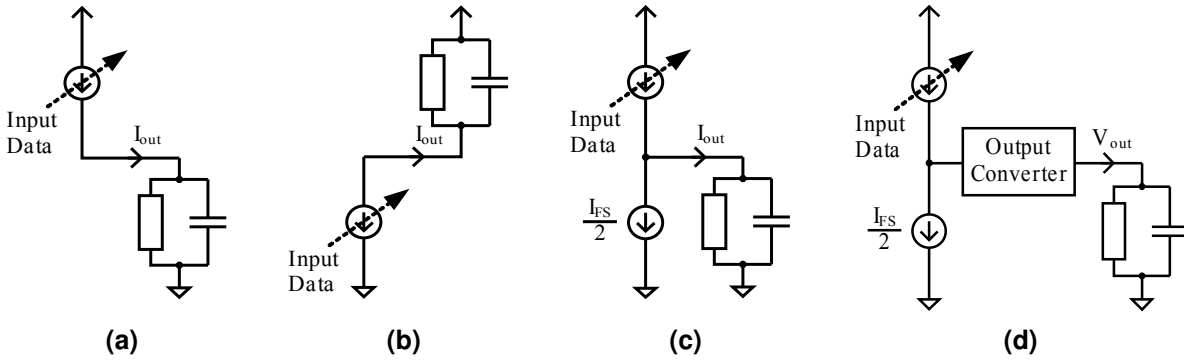 Input
Data
I_out
(a)
I_out
Input
Data
(b)
Input
Data
I_out
I_FS
2
(c)
Input
Data
Output
Converter
V_out
I_FS
2
(d)